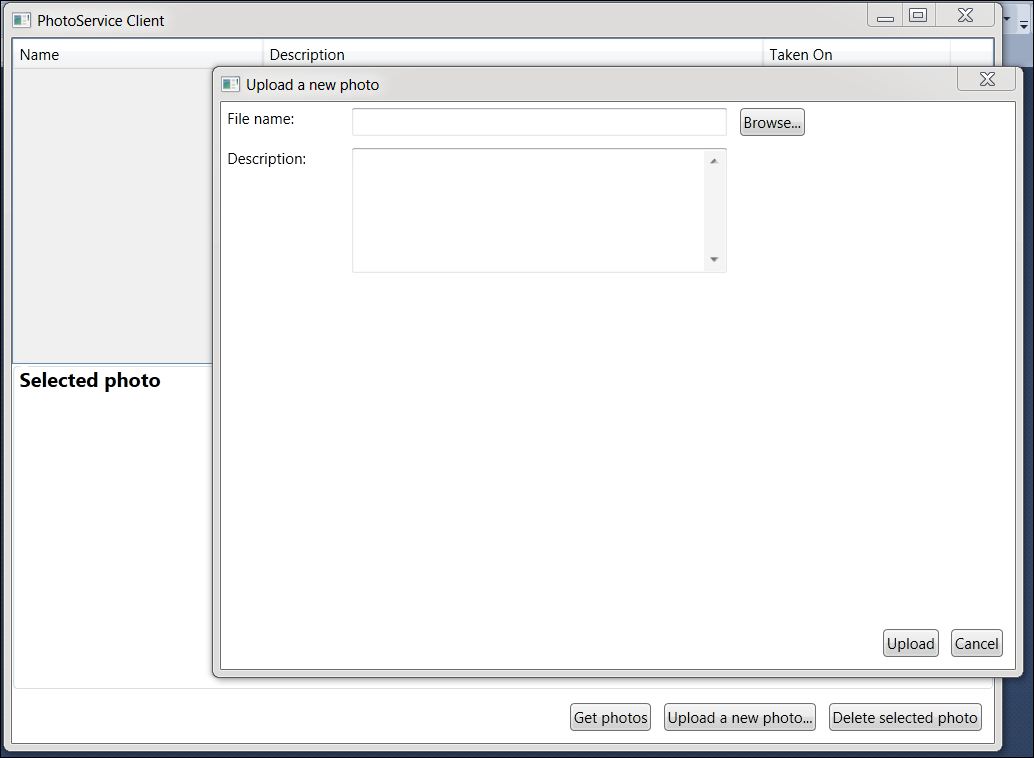 PhotoService Client
Name Description Taken On
Upload a new photo
File name: Browse...
Description:
Selected photo
Upload Cancel
Get photos Upload a new photo... Delete selected photo